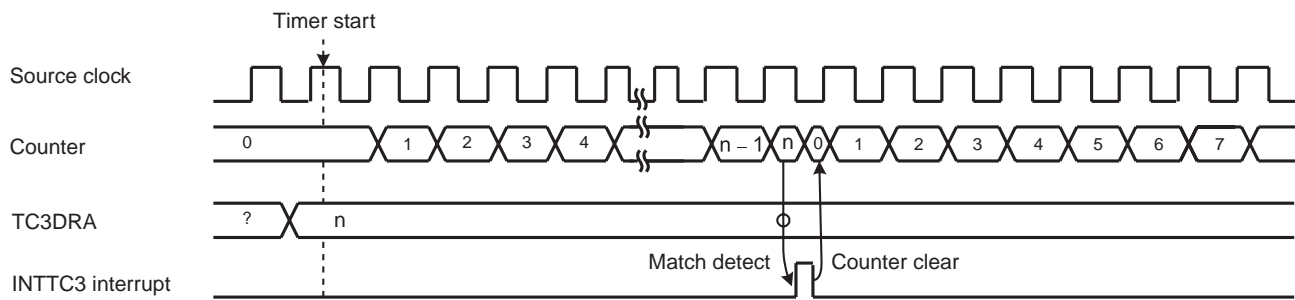 Timer start
Source clock
Counter
0 1 2 3 4 n – 1 n 0 1 2 3 4 5 6 7
TC3DRA
? n
Match detect Counter clear
INTTC3 interrupt